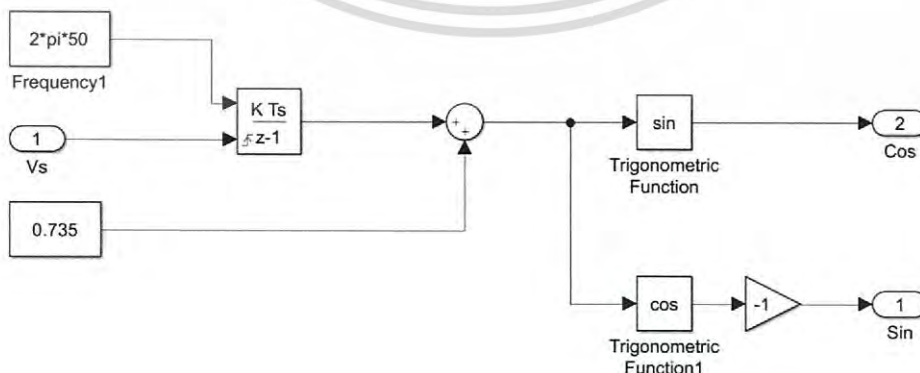 2*pi*50
Frequency1
1
Vs
0.735
K Ts
z-1
+
+
sin
Trigonometric
Function
2
Cos
cos
Trigonometric
Function1
-1
1
Sin